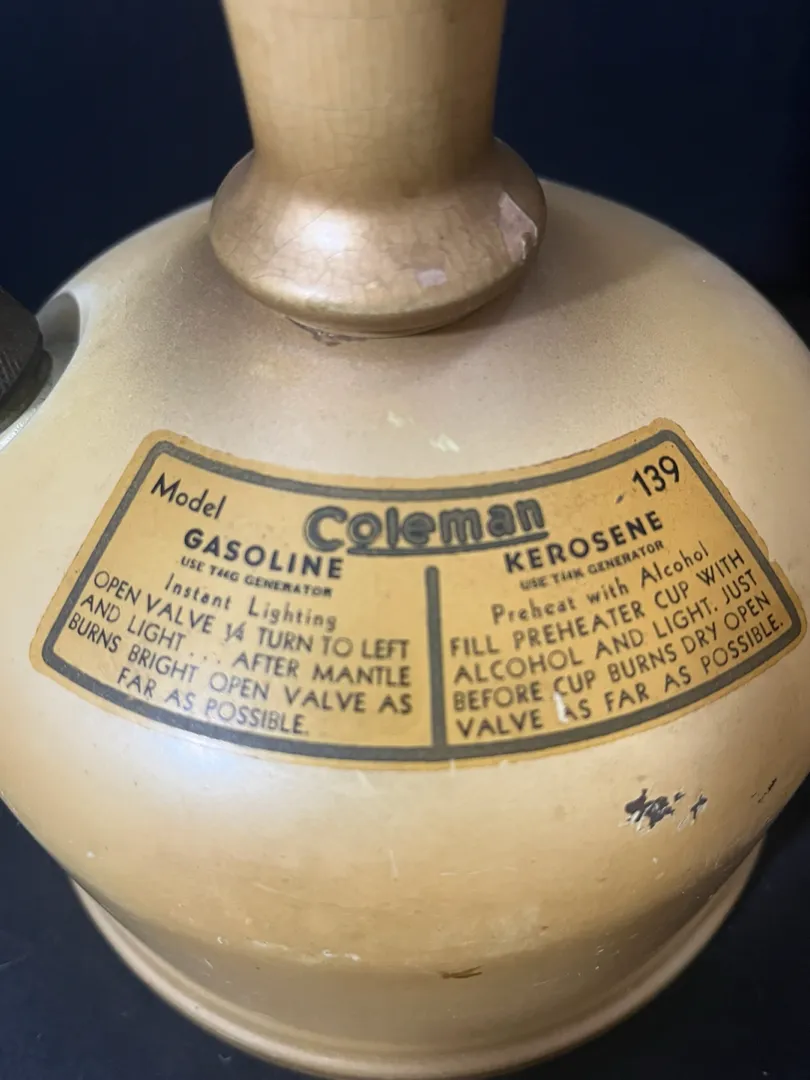 Model Coleman 139
GASOLINE
USE T44G GENERATOR
Instant Lighting
OPEN VALVE ¼ TURN TO LEFT
AND LIGHT . . . AFTER MANTLE
BURNS BRIGHT OPEN VALVE AS
FAR AS POSSIBLE.
KEROSENE
USE T44K GENERATOR
Preheat with Alcohol
FILL PREHEATER CUP WITH
ALCOHOL AND LIGHT. JUST
BEFORE CUP BURNS DRY OPEN
VALVE AS FAR AS POSSIBLE.